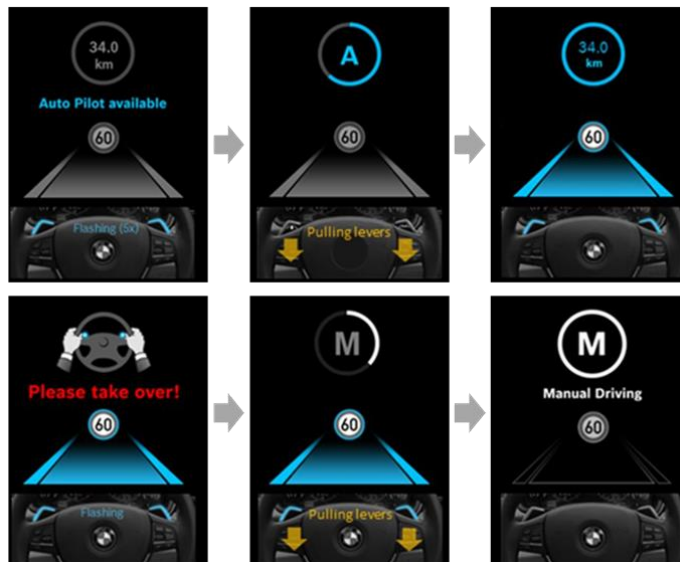 34.0
km
Auto Pilot available
60
Flashing (5x)
A
60
Pulling levers
34.0
km
60
Please take over!
60
Flashing
M
60
Pulling levers
M
Manual Driving
60